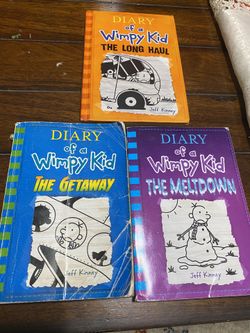 DIARY
of a
Wimpy Kid
THE LONG HAUL
Jeff Kinney
DIARY
of a
Wimpy Kid
THE GETAWAY
Jeff Kinney
DIARY
of a
Wimpy Kid
THE MELTDOWN
Jeff Kinney